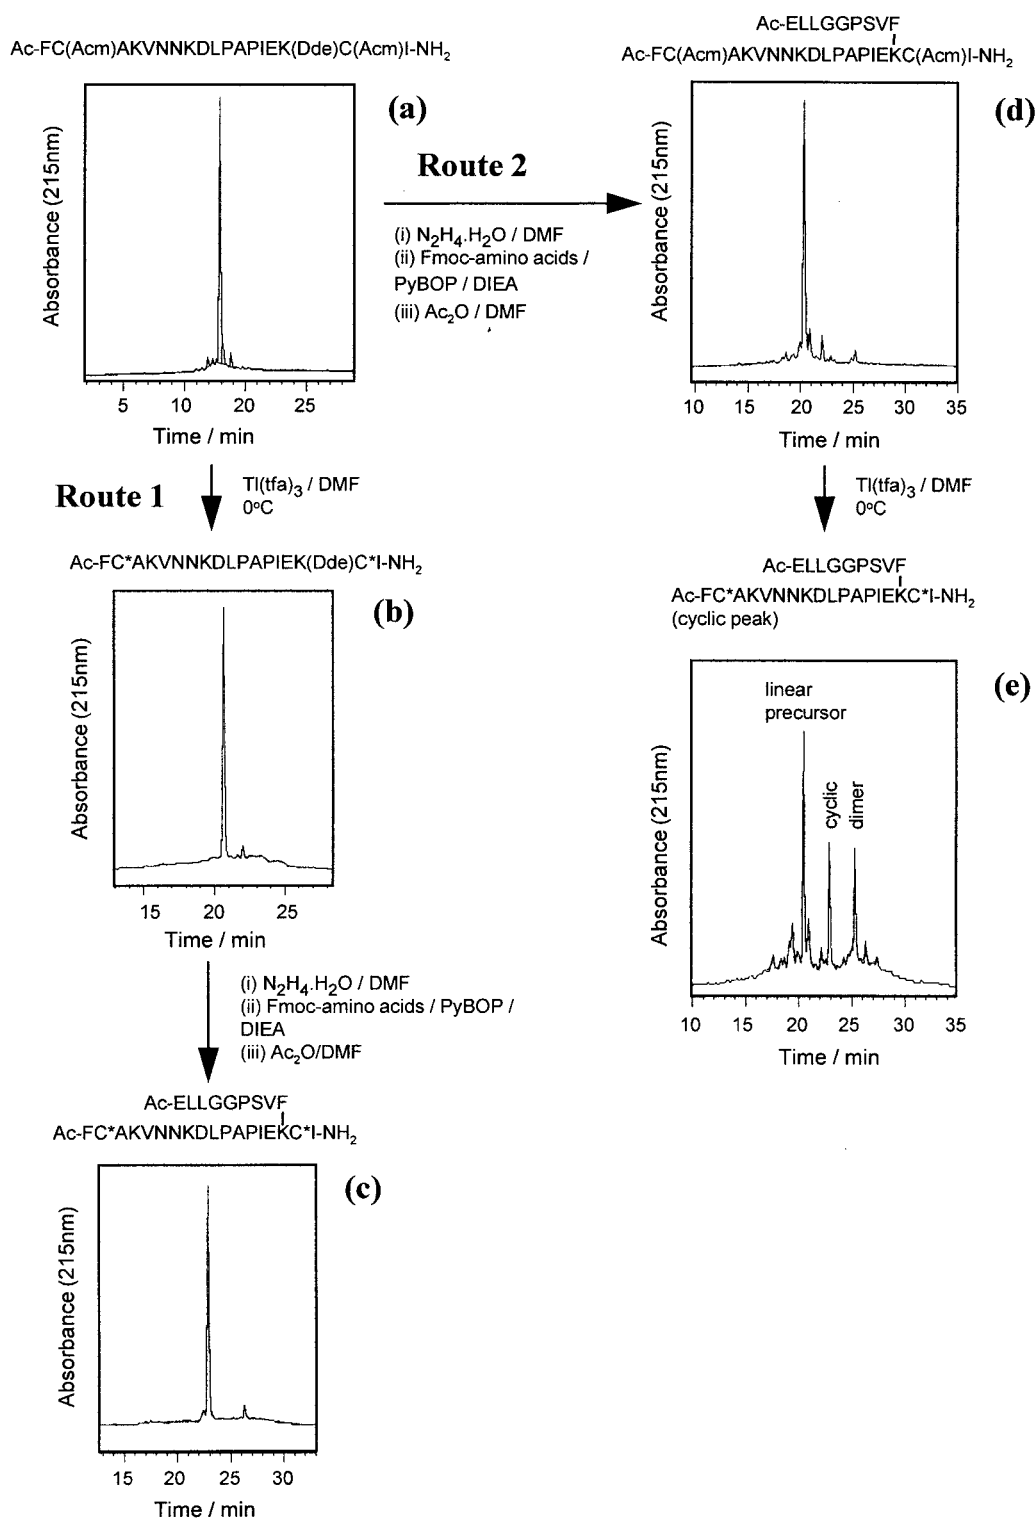 Ac-FC(Acm)AKVNNKDLPAPIEK(Dde)C(Acm)I-NH2
(a)
Absorbance (215nm)
5 10 20 25
Time / min
Route 2
(i) N2H4.H2O / DMF
(ii) Fmoc-amino acids /
PyBOP / DIEA
(iii) Ac2O / DMF
Ac-ELLGGPSVF
Ac-FC(Acm)AKVNNKDLPAPIEKC(Acm)I-NH2
(d)
Absorbance (215nm
10 15 20 25 30 35
Time / min
Route 1
Tl(tfa)3 / DMF
0oC
Ac-FC*AKVNNKDLPAPIEK(Dde)C*I-NH2
(b)
Absorbance (215nm)
15 20 25
Time / min
(i) N2H4.H2O / DMF
(ii) Fmoc-amino acids / PyBOP /
DIEA
(iii) Ac2O/DMF
Ac-ELLGGPSVF
Ac-FC*AKVNNKDLPAPIEKC*I-NH2
(c)
Absorbance (215nm)
15 20 25 30
Time / min
Tl(tfa)3 / DMF
0oC
Ac-ELLGGPSVF
Ac-FC*AKVNNKDLPAPIEKC*I-NH2
(cyclic peak)
(e)
linear
precursor
cyclic
dimer
Absorbance (215nm)
10 15 20 25 30 35
Time / min